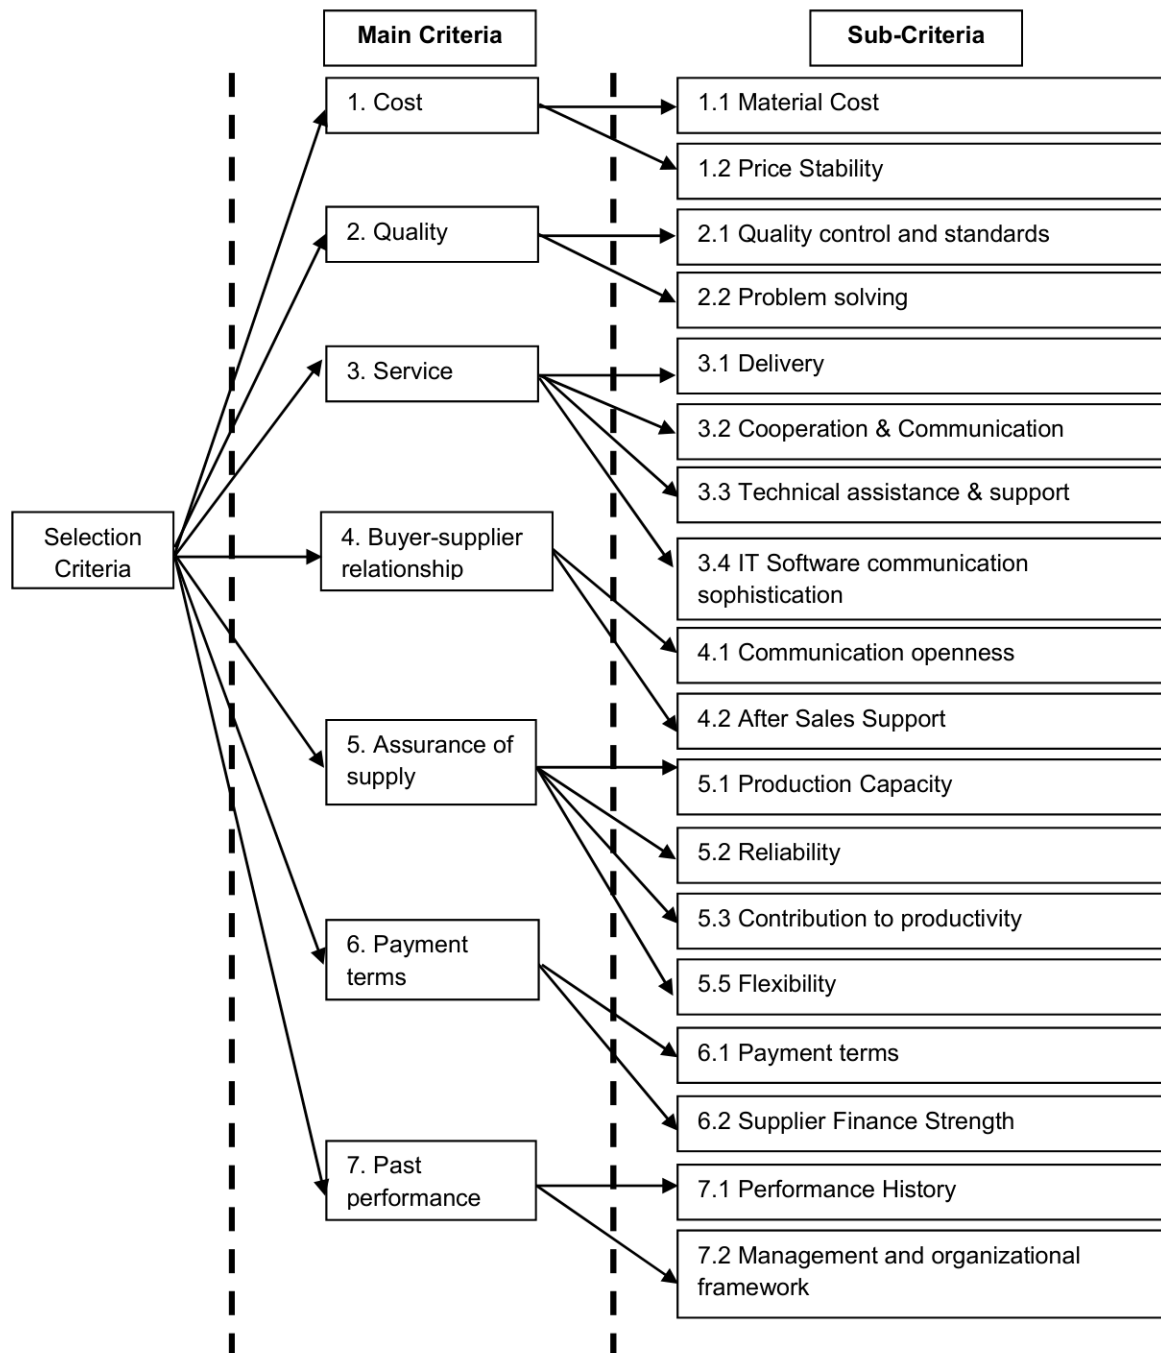 Main Criteria
Sub-Criteria
Selection
Criteria
1. Cost
1.1 Material Cost
1.2 Price Stability
2. Quality
2.1 Quality control and standards
2.2 Problem solving
3. Service
3.1 Delivery
3.2 Cooperation & Communication
3.3 Technical assistance & support
3.4 IT Software communication
sophistication
4. Buyer-supplier
relationship
4.1 Communication openness
4.2 After Sales Support
5. Assurance of
supply
5.1 Production Capacity
5.2 Reliability
5.3 Contribution to productivity
5.5 Flexibility
6. Payment
terms
6.1 Payment terms
6.2 Supplier Finance Strength
7. Past
performance
7.1 Performance History
7.2 Management and organizational
framework